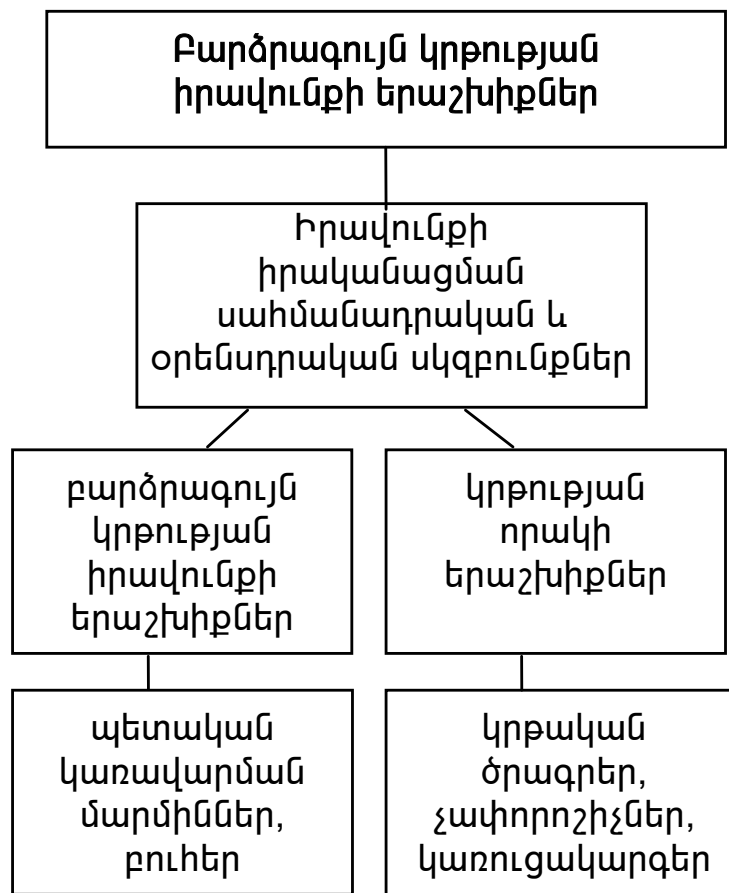 Բարձրագույն կրթության
իրավունքի երաշխիքներ
Իրավունքի
իրականացման
սահմանադրական և
օրենսդրական սկզբունքներ
բարձրագույն
կրթության
իրավունքի
երաշխիքներ
կրթության
որակի
երաշխիքներ
պետական
կառավարման
մարմիններ,
բուհեր
կրթական
ծրագրեր,
չափորոշիչներ,
կառուցակարգեր